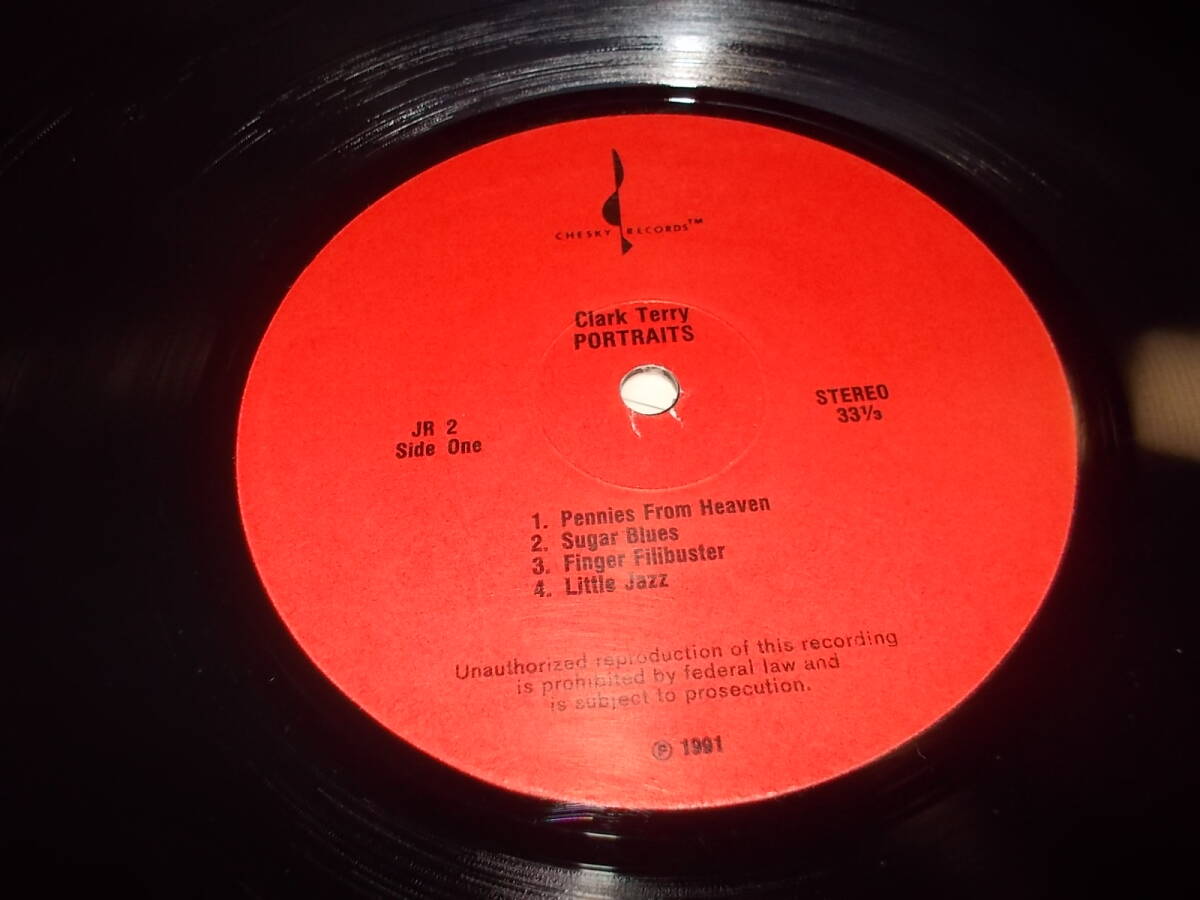 CHESKY RECORDS™
Clark Terry
PORTRAITS
STEREO
33⅓
JR 2
Side One
1. Pennies From Heaven
2. Sugar Blues
3. Finger Filibuster
4. Little Jazz
Unauthorized reproduction of this recording
is prohibited by federal law and
is subject to prosecution.
℗ 1991